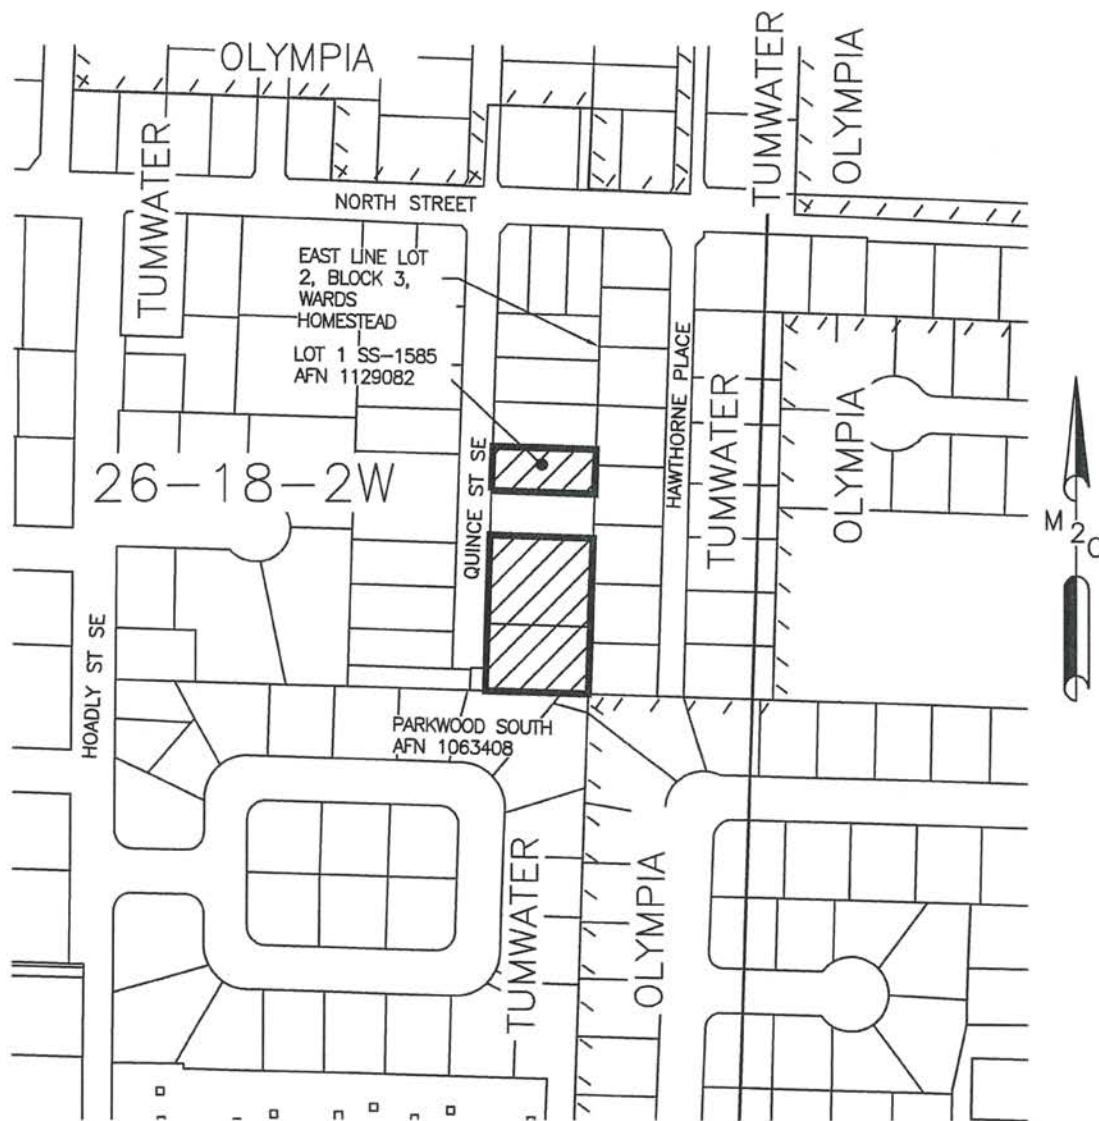 OLYMPIA
TUMWATER
TUMWATER
OLYMPIA
NORTH STREET
EAST LINE LOT
2, BLOCK 3,
WARDS
HOMESTEAD
LOT 1 SS-1585
AFN 1129082
HAWTHORNE PLACE
TUMWATER
OLYMPIA
26-18-2W
QUINCE ST SE
M20
HOADLY ST SE
PARKWOOD SOUTH
AFN 1063408
TUMWATER
OLYMPIA